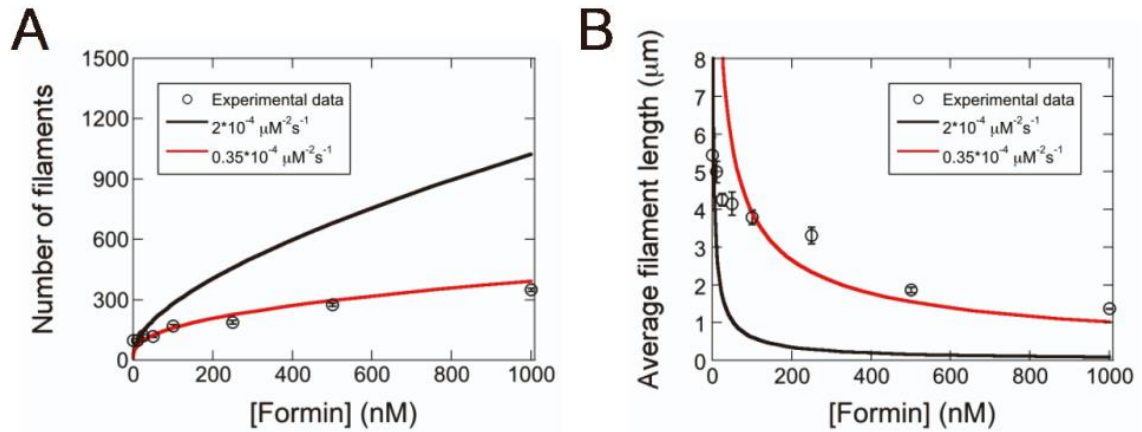 A
Number of filaments
1500
1200
900
600
300
0
Experimental data
2*10⁻⁴ μM⁻²s⁻¹
0.35*10⁻⁴ μM⁻²s⁻¹
0 200 400 600 800 1000
[Formin] (nM)
B
Average filament length (μm)
8
7
6
5
4
3
2
1
0
Experimental data
2*10⁻⁴ μM⁻²s⁻¹
0.35*10⁻⁴ μM⁻²s⁻¹
0 200 400 600 800 1000
[Formin] (nM)